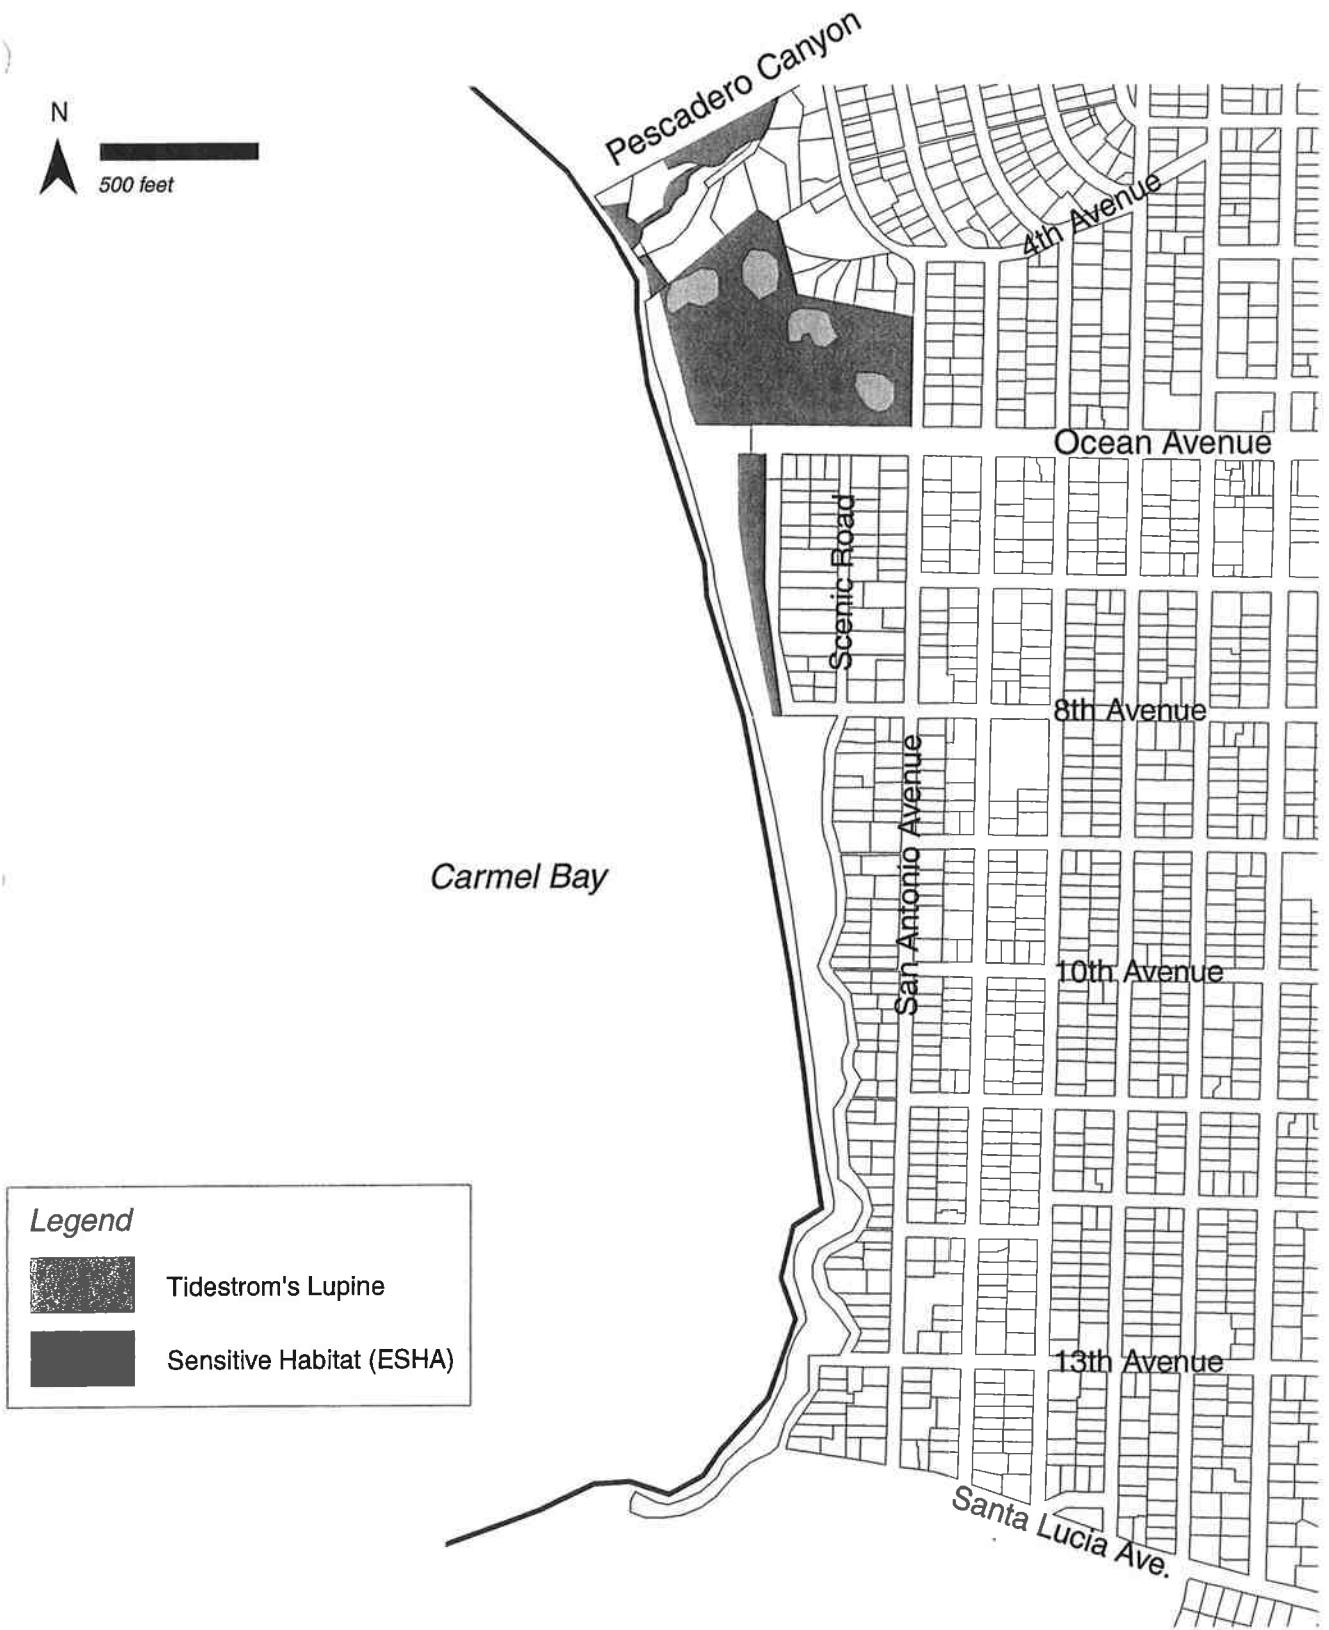 Pescadero Canyon
N
500 feet
4th Avenue
Ocean Avenue
Scenic Road
8th Avenue
San Antonio Avenue
Carmel Bay
10th Avenue
Legend
Tidestrom's Lupine
Sensitive Habitat (ESHA)
13th Avenue
Santa Lucia Ave.